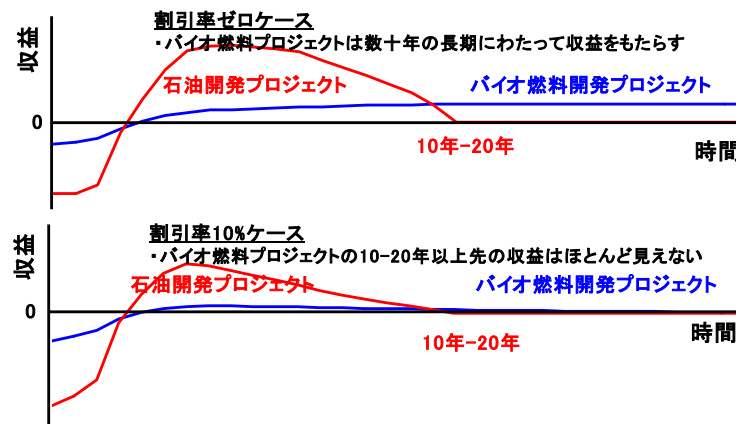 割引率ゼロケース
・バイオ燃料プロジェクトは数十年の長期にわたって収益をもたらす
収益
石油開発プロジェクト
バイオ燃料開発プロジェクト
0
10年-20年
時間
割引率10%ケース
・バイオ燃料プロジェクトの10-20年以上先の収益はほとんど見えない
収益
石油開発プロジェクト
バイオ燃料開発プロジェクト
0
10年-20年
時間